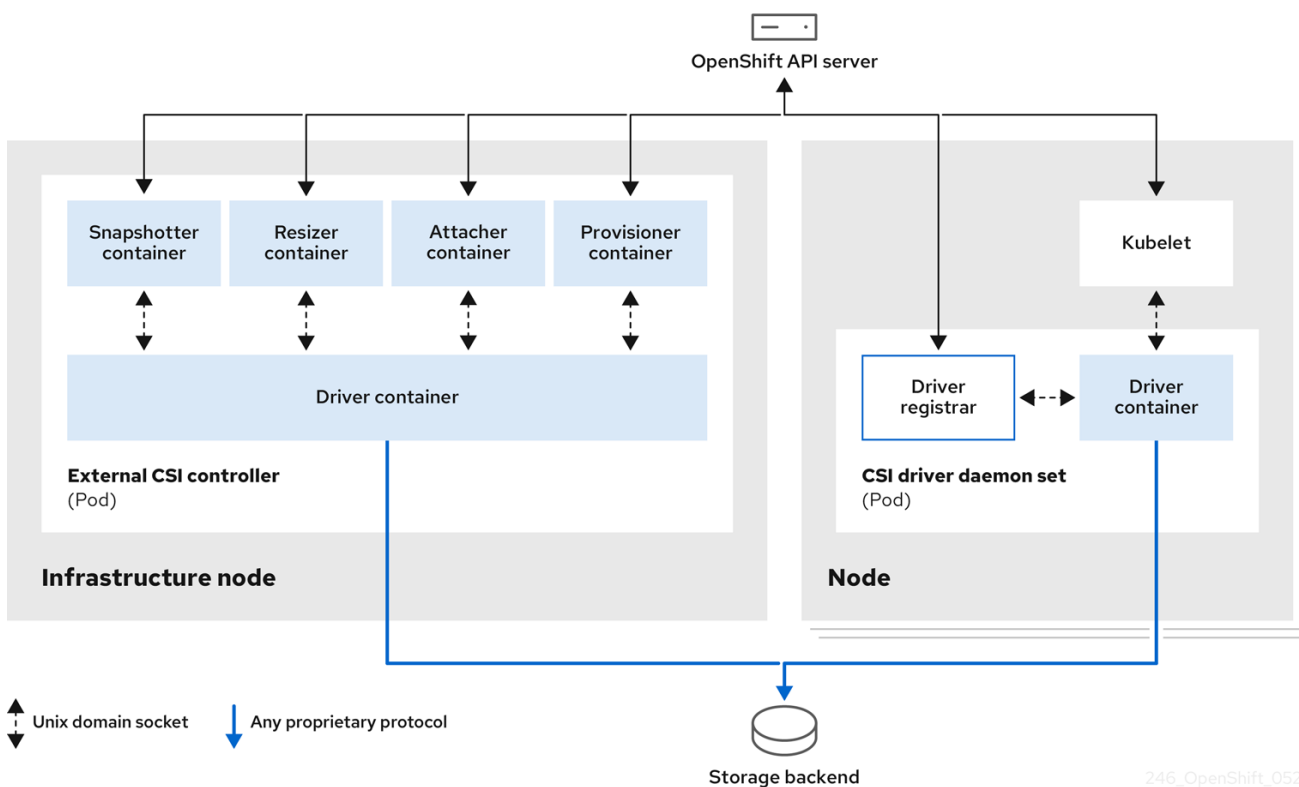 OpenShift API server
Snapshotter
container
Resizer
container
Attacher
container
Provisioner
container
Kubelet
Driver container
Driver
registrar
Driver
container
External CSI controller
(Pod)
CSI driver daemon set
(Pod)
Infrastructure node
Node
Unix domain socket
Any proprietary protocol
Storage backend
246_OpenShift_052